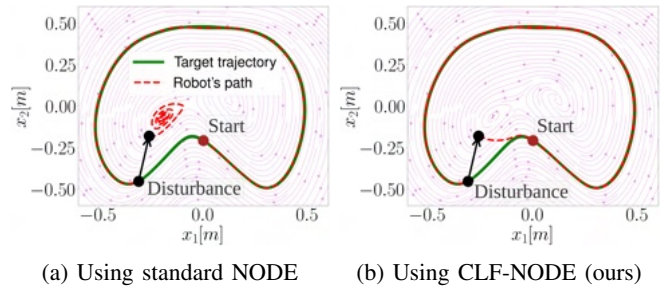 0.50
0.25
0.00
−0.25
−0.50
x₂[m]
Target trajectory
Robot's path
Start
Disturbance
−0.5
0.0
0.5
x₁[m]
0.50
0.25
0.00
−0.25
−0.50
x₂[m]
Start
Disturbance
−0.5
0.0
0.5
x₁[m]
(a) Using standard NODE
(b) Using CLF-NODE (ours)